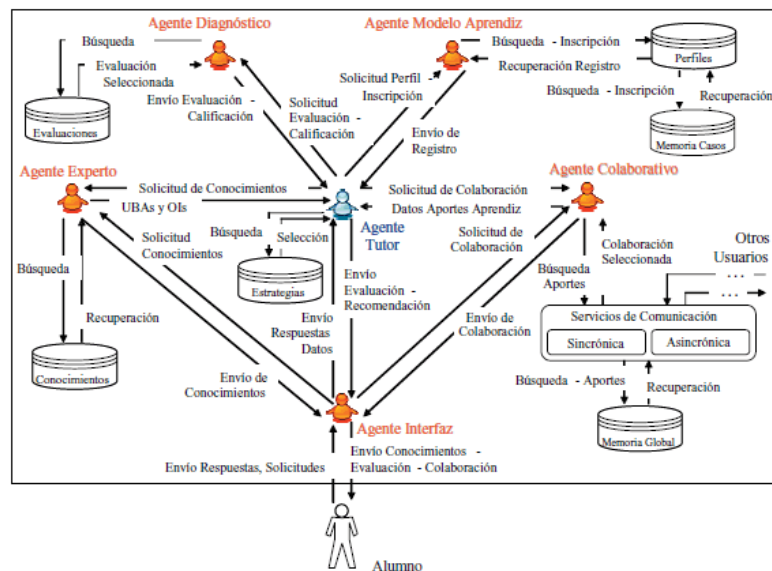 Agente Diagnóstico
Agente Modelo Aprendiz
Búsqueda
Evaluación
Seleccionada
Evaluaciones
Envío Evaluación -
Calificación
Solicitud
Evaluación -
Calificación
Solicitud Perfil -
Inscripción
Envío de
Registro
Búsqueda - Inscripción
Recuperación Registro
Perfiles
Búsqueda - Inscripción
Recuperación
Memoria Casos
Agente Experto
Solicitud de Conocimientos
UBAs y OIs
Agente
Tutor
Solicitud de Colaboración
Datos Aportes Aprendiz
Agente Colaborativo
Solicitud
Conocimientos
Búsqueda
Selección
Estrategias
Solicitud de
Colaboración
Envío
Evaluación -
Recomendación
Búsqueda
Recuperación
Conocimientos
Envío
Respuestas
Datos
Envío de
Colaboración
Búsqueda
Aportes
Colaboración
Seleccionada
Otros
Usuarios
...
...
Servicios de Comunicación
Sincrónica
Asincrónica
Búsqueda - Aportes
Recuperación
Memoria Global
Envío de
Conocimientos
Agente Interfaz
Envío Respuestas, Solicitudes
Envío Conocimientos -
Evaluación - Colaboración
Alumno